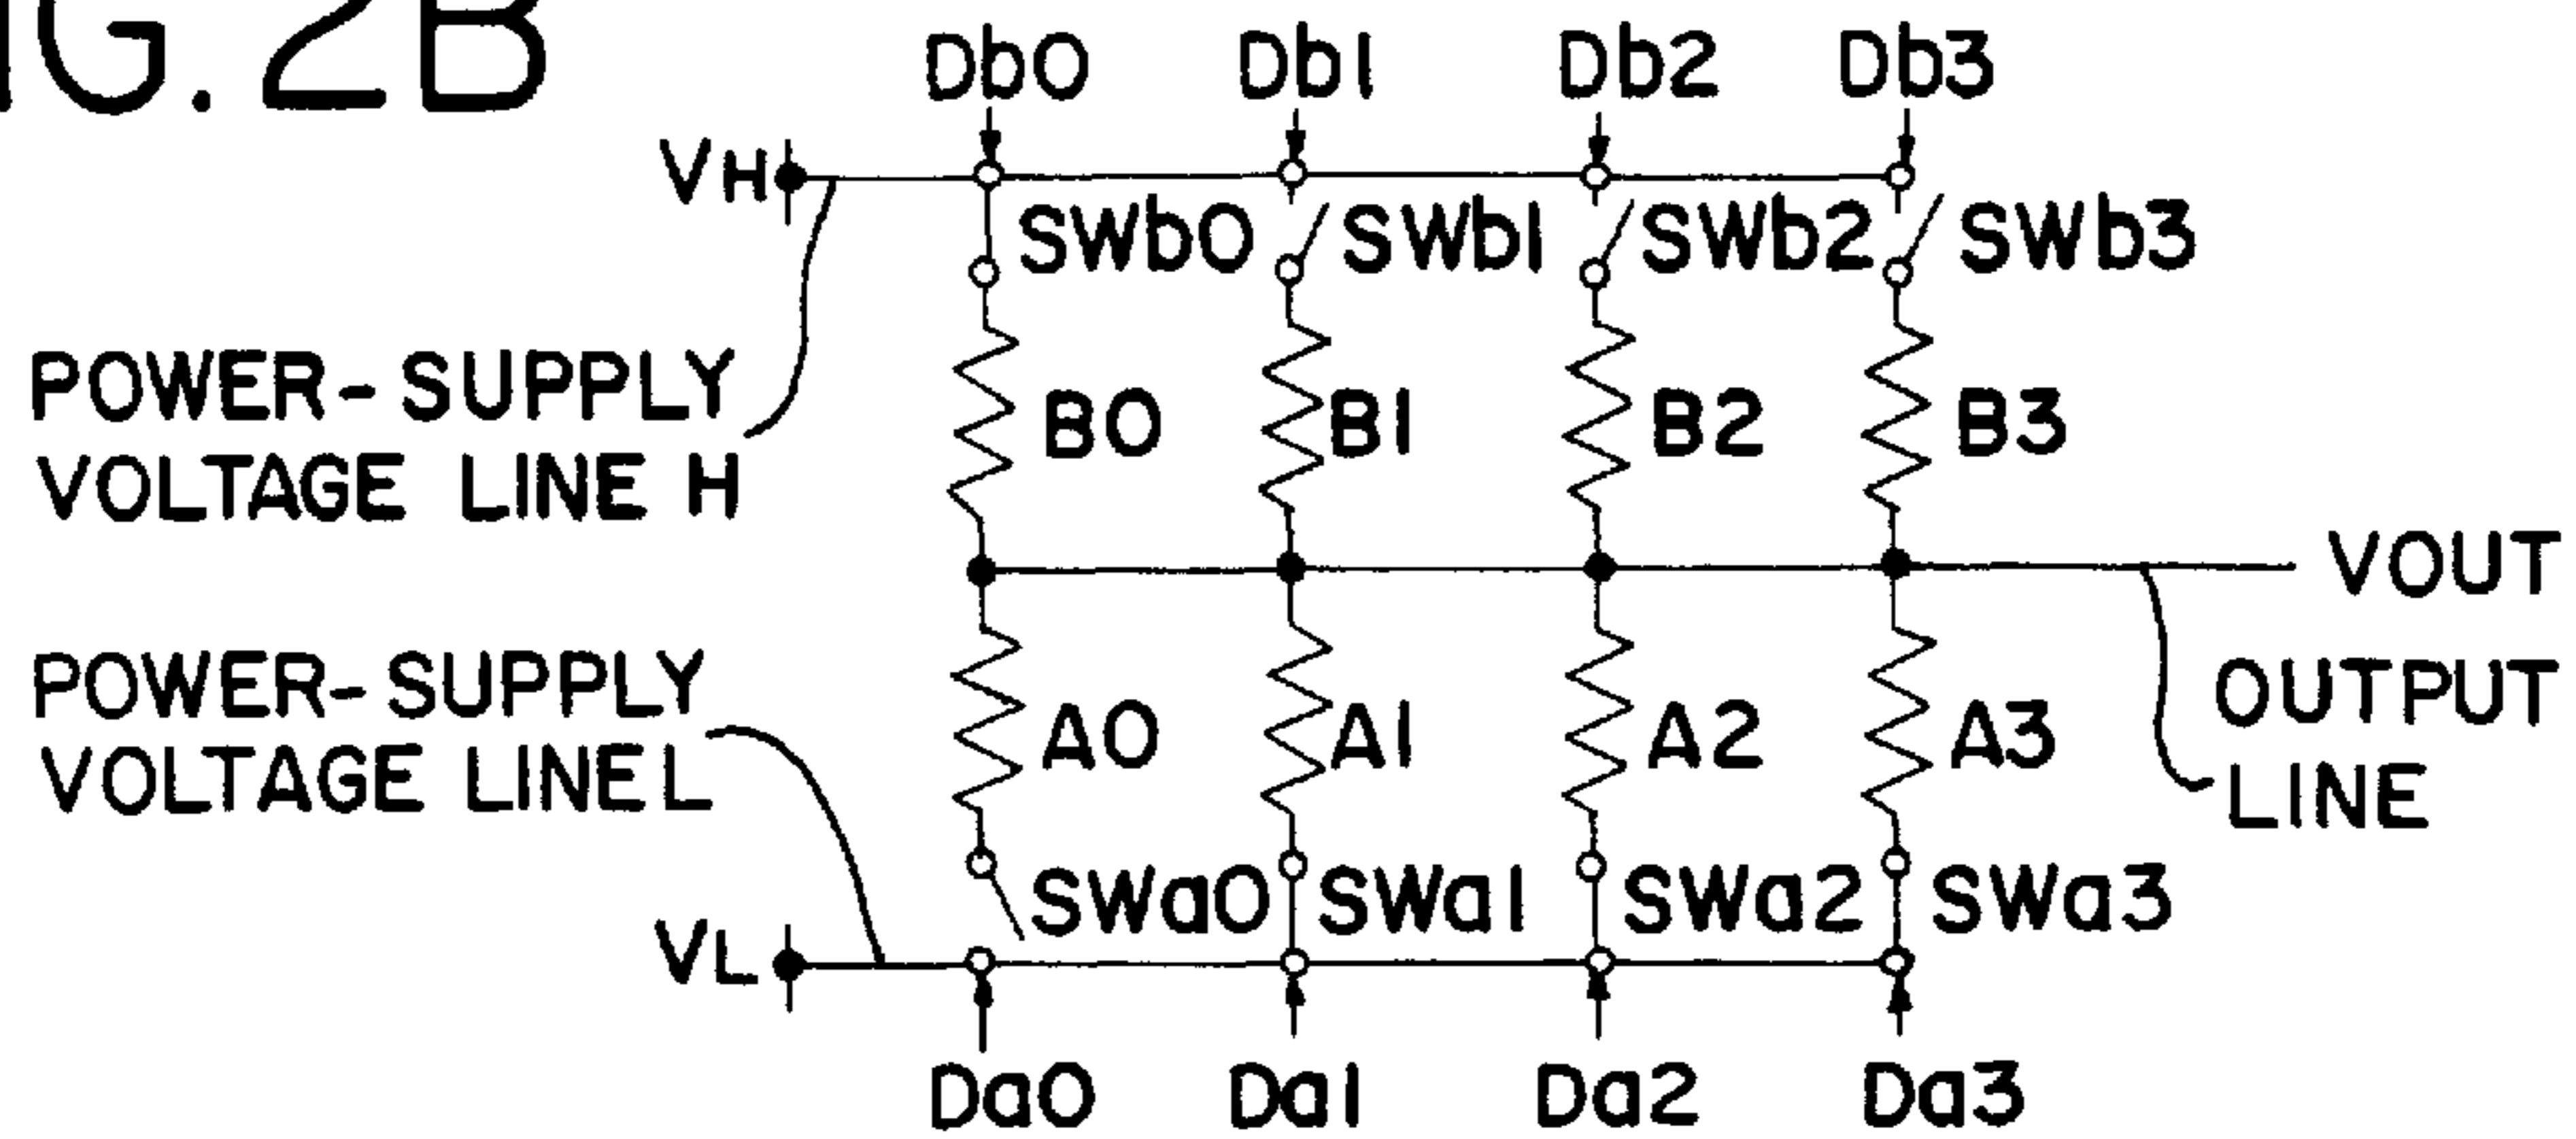 IG. 2B
Db0 Db1 Db2 Db3
VH
SWb0 SWb1 SWb2 SWb3
POWER-SUPPLY
VOLTAGE LINE H
B0 B1 B2 B3
VOUT
OUTPUT
LINE
POWER-SUPPLY
VOLTAGE LINE L
A0 A1 A2 A3
SWa0 SWa1 SWa2 SWa3
VL
Da0 Da1 Da2 Da3